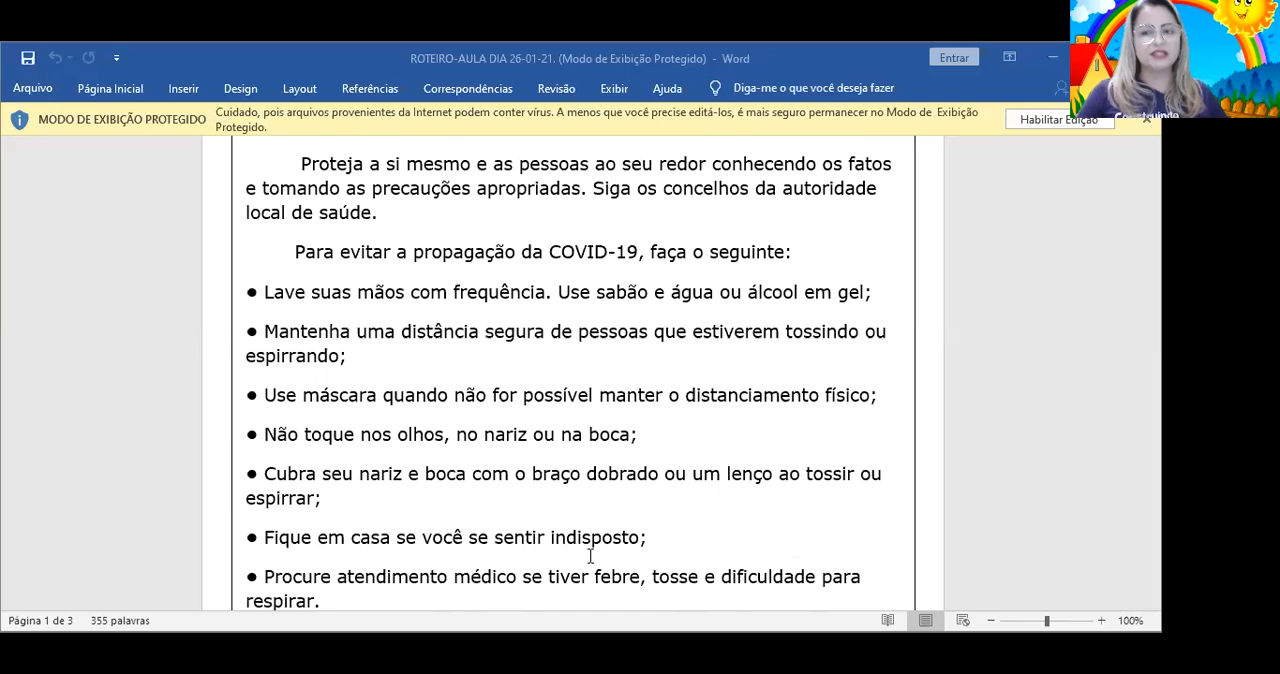 ROTEIRO-AULA DIA 26-01-21. (Modo de Exibição Protegido) - Word
Entrar
Arquivo Página Inicial Inserir Design Layout Referências Correspondências Revisão Exibir Ajuda Diga-me o que você deseja fazer
MODO DE EXIBIÇÃO PROTEGIDO Cuidado, pois arquivos provenientes da Internet podem conter vírus. A menos que você precise editá-los, é mais seguro permanecer no Modo de Exibição
Protegido.
Habilitar Edição
Proteja a si mesmo e as pessoas ao seu redor conhecendo os fatos
e tomando as precauções apropriadas. Siga os concelhos da autoridade
local de saúde.
Para evitar a propagação da COVID-19, faça o seguinte:
● Lave suas mãos com frequência. Use sabão e água ou álcool em gel;
● Mantenha uma distância segura de pessoas que estiverem tossindo ou
espirrando;
● Use máscara quando não for possível manter o distanciamento físico;
● Não toque nos olhos, no nariz ou na boca;
● Cubra seu nariz e boca com o braço dobrado ou um lenço ao tossir ou
espirrar;
● Fique em casa se você se sentir indisposto;
● Procure atendimento médico se tiver febre, tosse e dificuldade para
respirar.
Página 1 de 3 355 palavras
100%